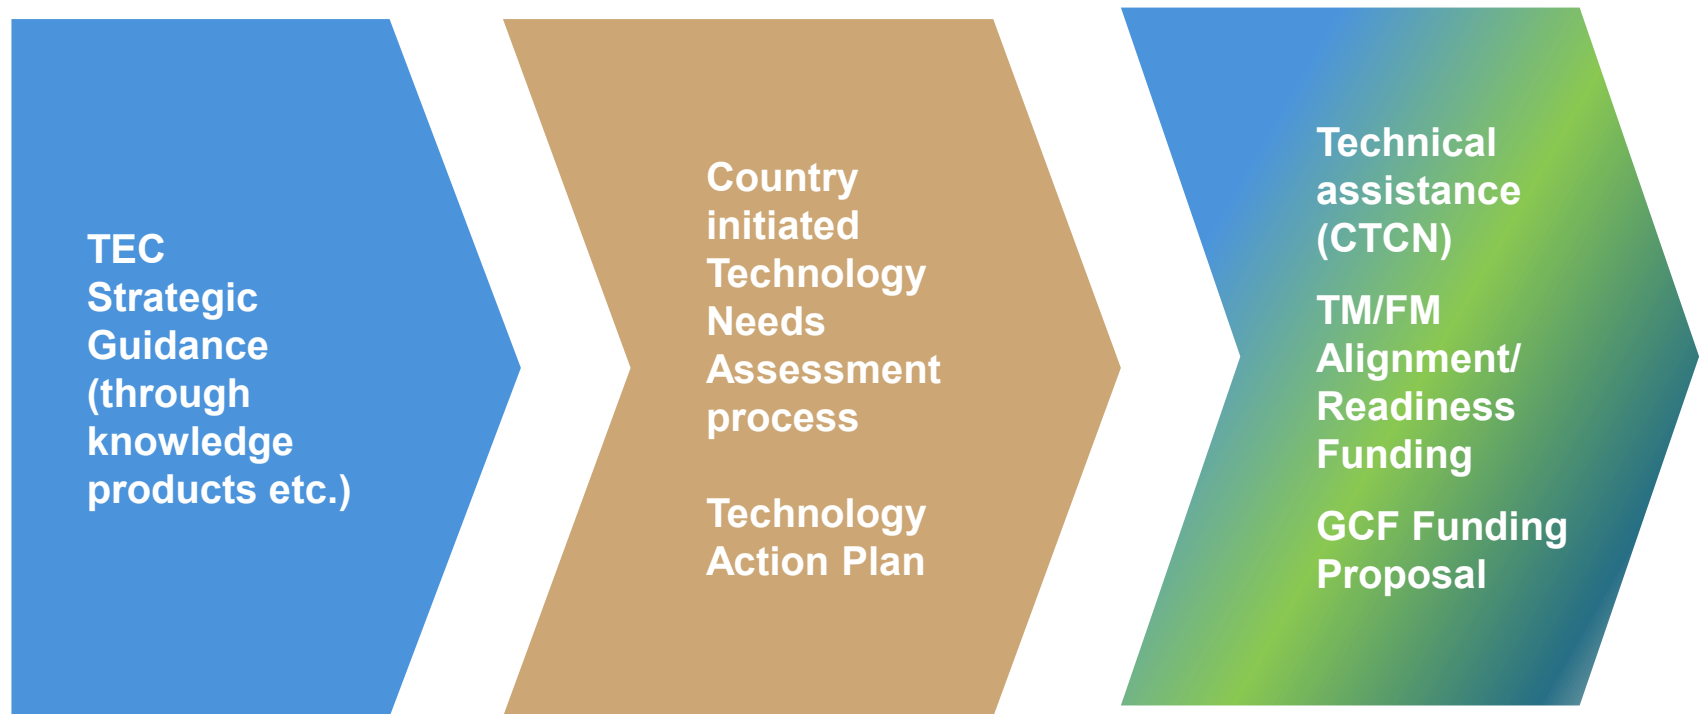 TEC
Strategic
Guidance
(through
knowledge
products etc.)
Country
initiated
Technology
Needs
Assessment
process
Technology
Action Plan
Technical
assistance
(CTCN)
TM/FM
Alignment/
Readiness
Funding
GCF Funding
Proposal